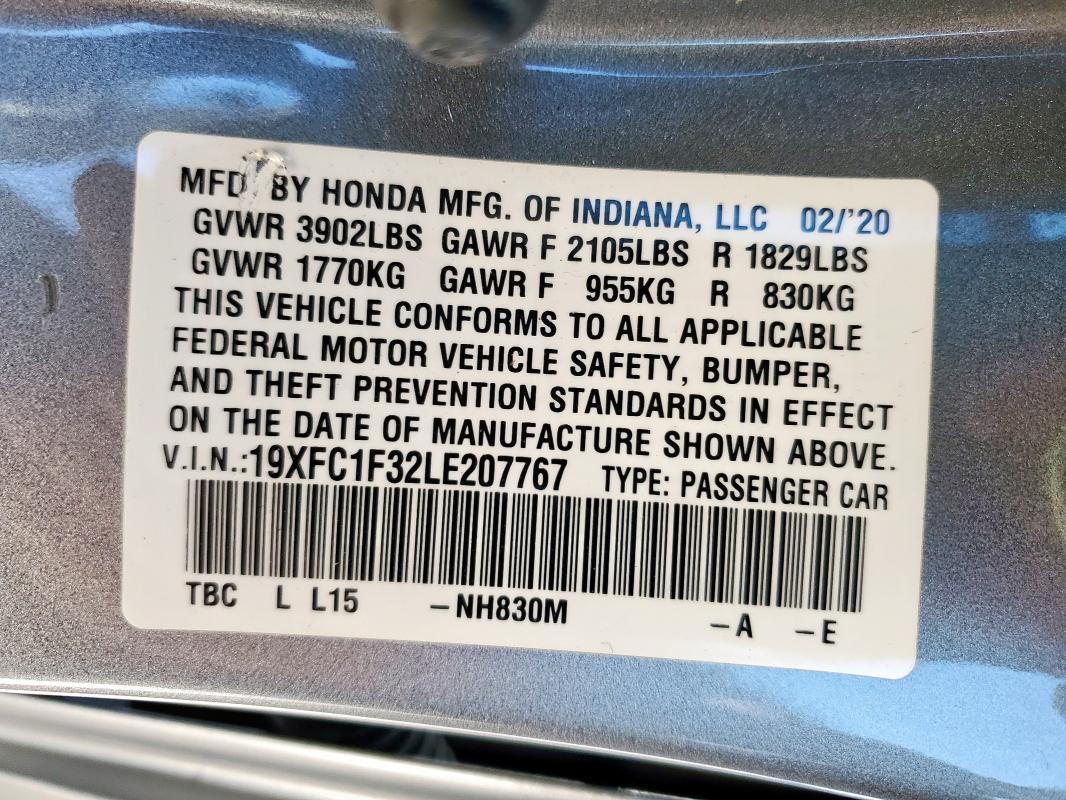 MFD BY HONDA MFG. OF INDIANA, LLC 02/'20
GVWR 3902LBS GAWR F 2105LBS R 1829LBS
GVWR 1770KG GAWR F 955KG R 830KG
THIS VEHICLE CONFORMS TO ALL APPLICABLE
FEDERAL MOTOR VEHICLE SAFETY, BUMPER,
AND THEFT PREVENTION STANDARDS IN EFFECT
ON THE DATE OF MANUFACTURE SHOWN ABOVE.
V.I.N.:19XFC1F32LE207767 TYPE: PASSENGER CAR
TBC L L15 –NH830M –A –E